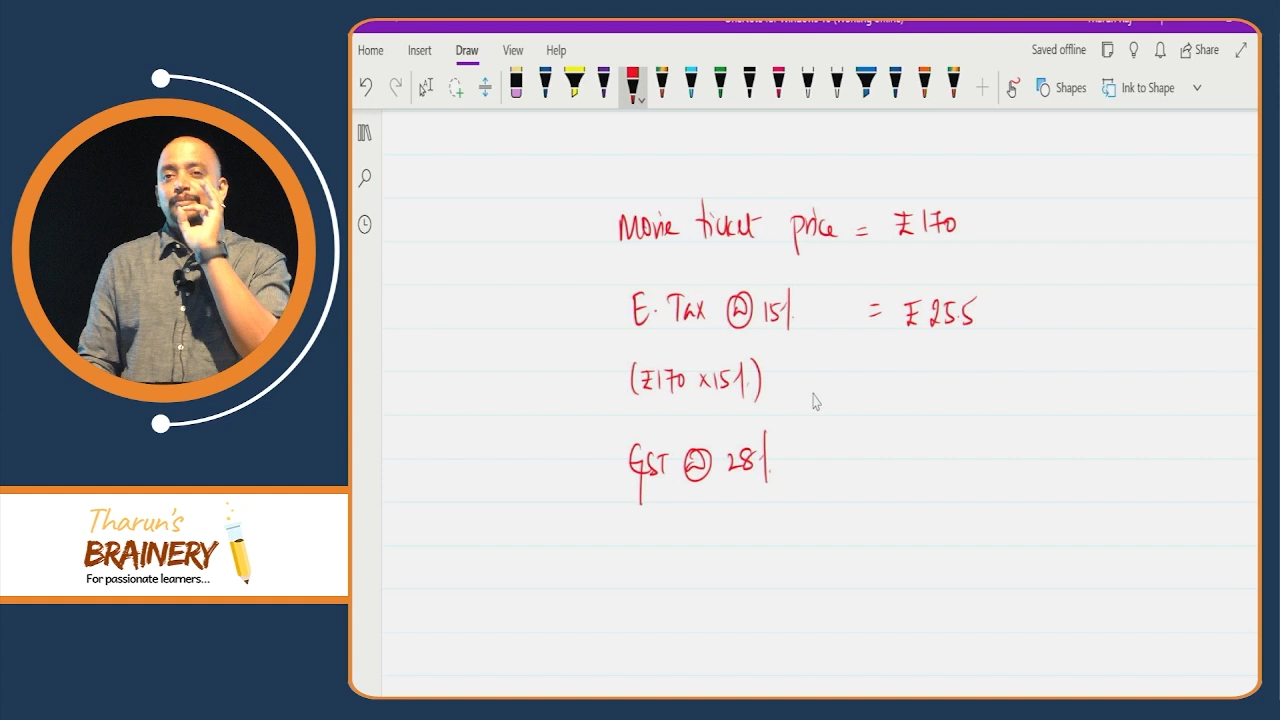 Home Insert Draw View Help Saved offline Share
Shapes Ink to Shape
Movie ticket price = ₹170
E. Tax @ 15% = ₹25.5
(₹170 x 15%)
GST @ 28%
Tharun's
BRAINERY
For passionate learners...